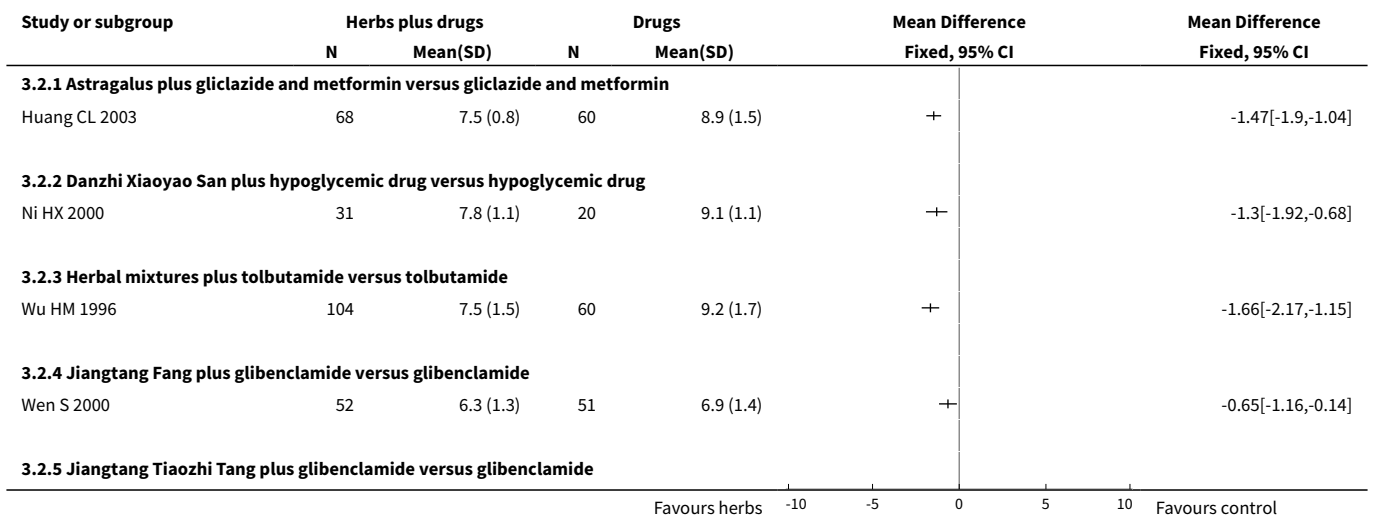 Study or subgroup Herbs plus drugs Drugs Mean Difference Mean Difference
N Mean(SD) N Mean(SD) Fixed, 95% CI Fixed, 95% CI
3.2.1 Astragalus plus gliclazide and metformin versus gliclazide and metformin
Huang CL 2003 68 7.5 (0.8) 60 8.9 (1.5) -1.47[-1.9,-1.04]
3.2.2 Danzhi Xiaoyao San plus hypoglycemic drug versus hypoglycemic drug
Ni HX 2000 31 7.8 (1.1) 20 9.1 (1.1) -1.3[-1.92,-0.68]
3.2.3 Herbal mixtures plus tolbutamide versus tolbutamide
Wu HM 1996 104 7.5 (1.5) 60 9.2 (1.7) -1.66[-2.17,-1.15]
3.2.4 Jiangtang Fang plus glibenclamide versus glibenclamide
Wen S 2000 52 6.3 (1.3) 51 6.9 (1.4) -0.65[-1.16,-0.14]
3.2.5 Jiangtang Tiaozhi Tang plus glibenclamide versus glibenclamide
Favours herbs -10 -5 0 5 10 Favours control